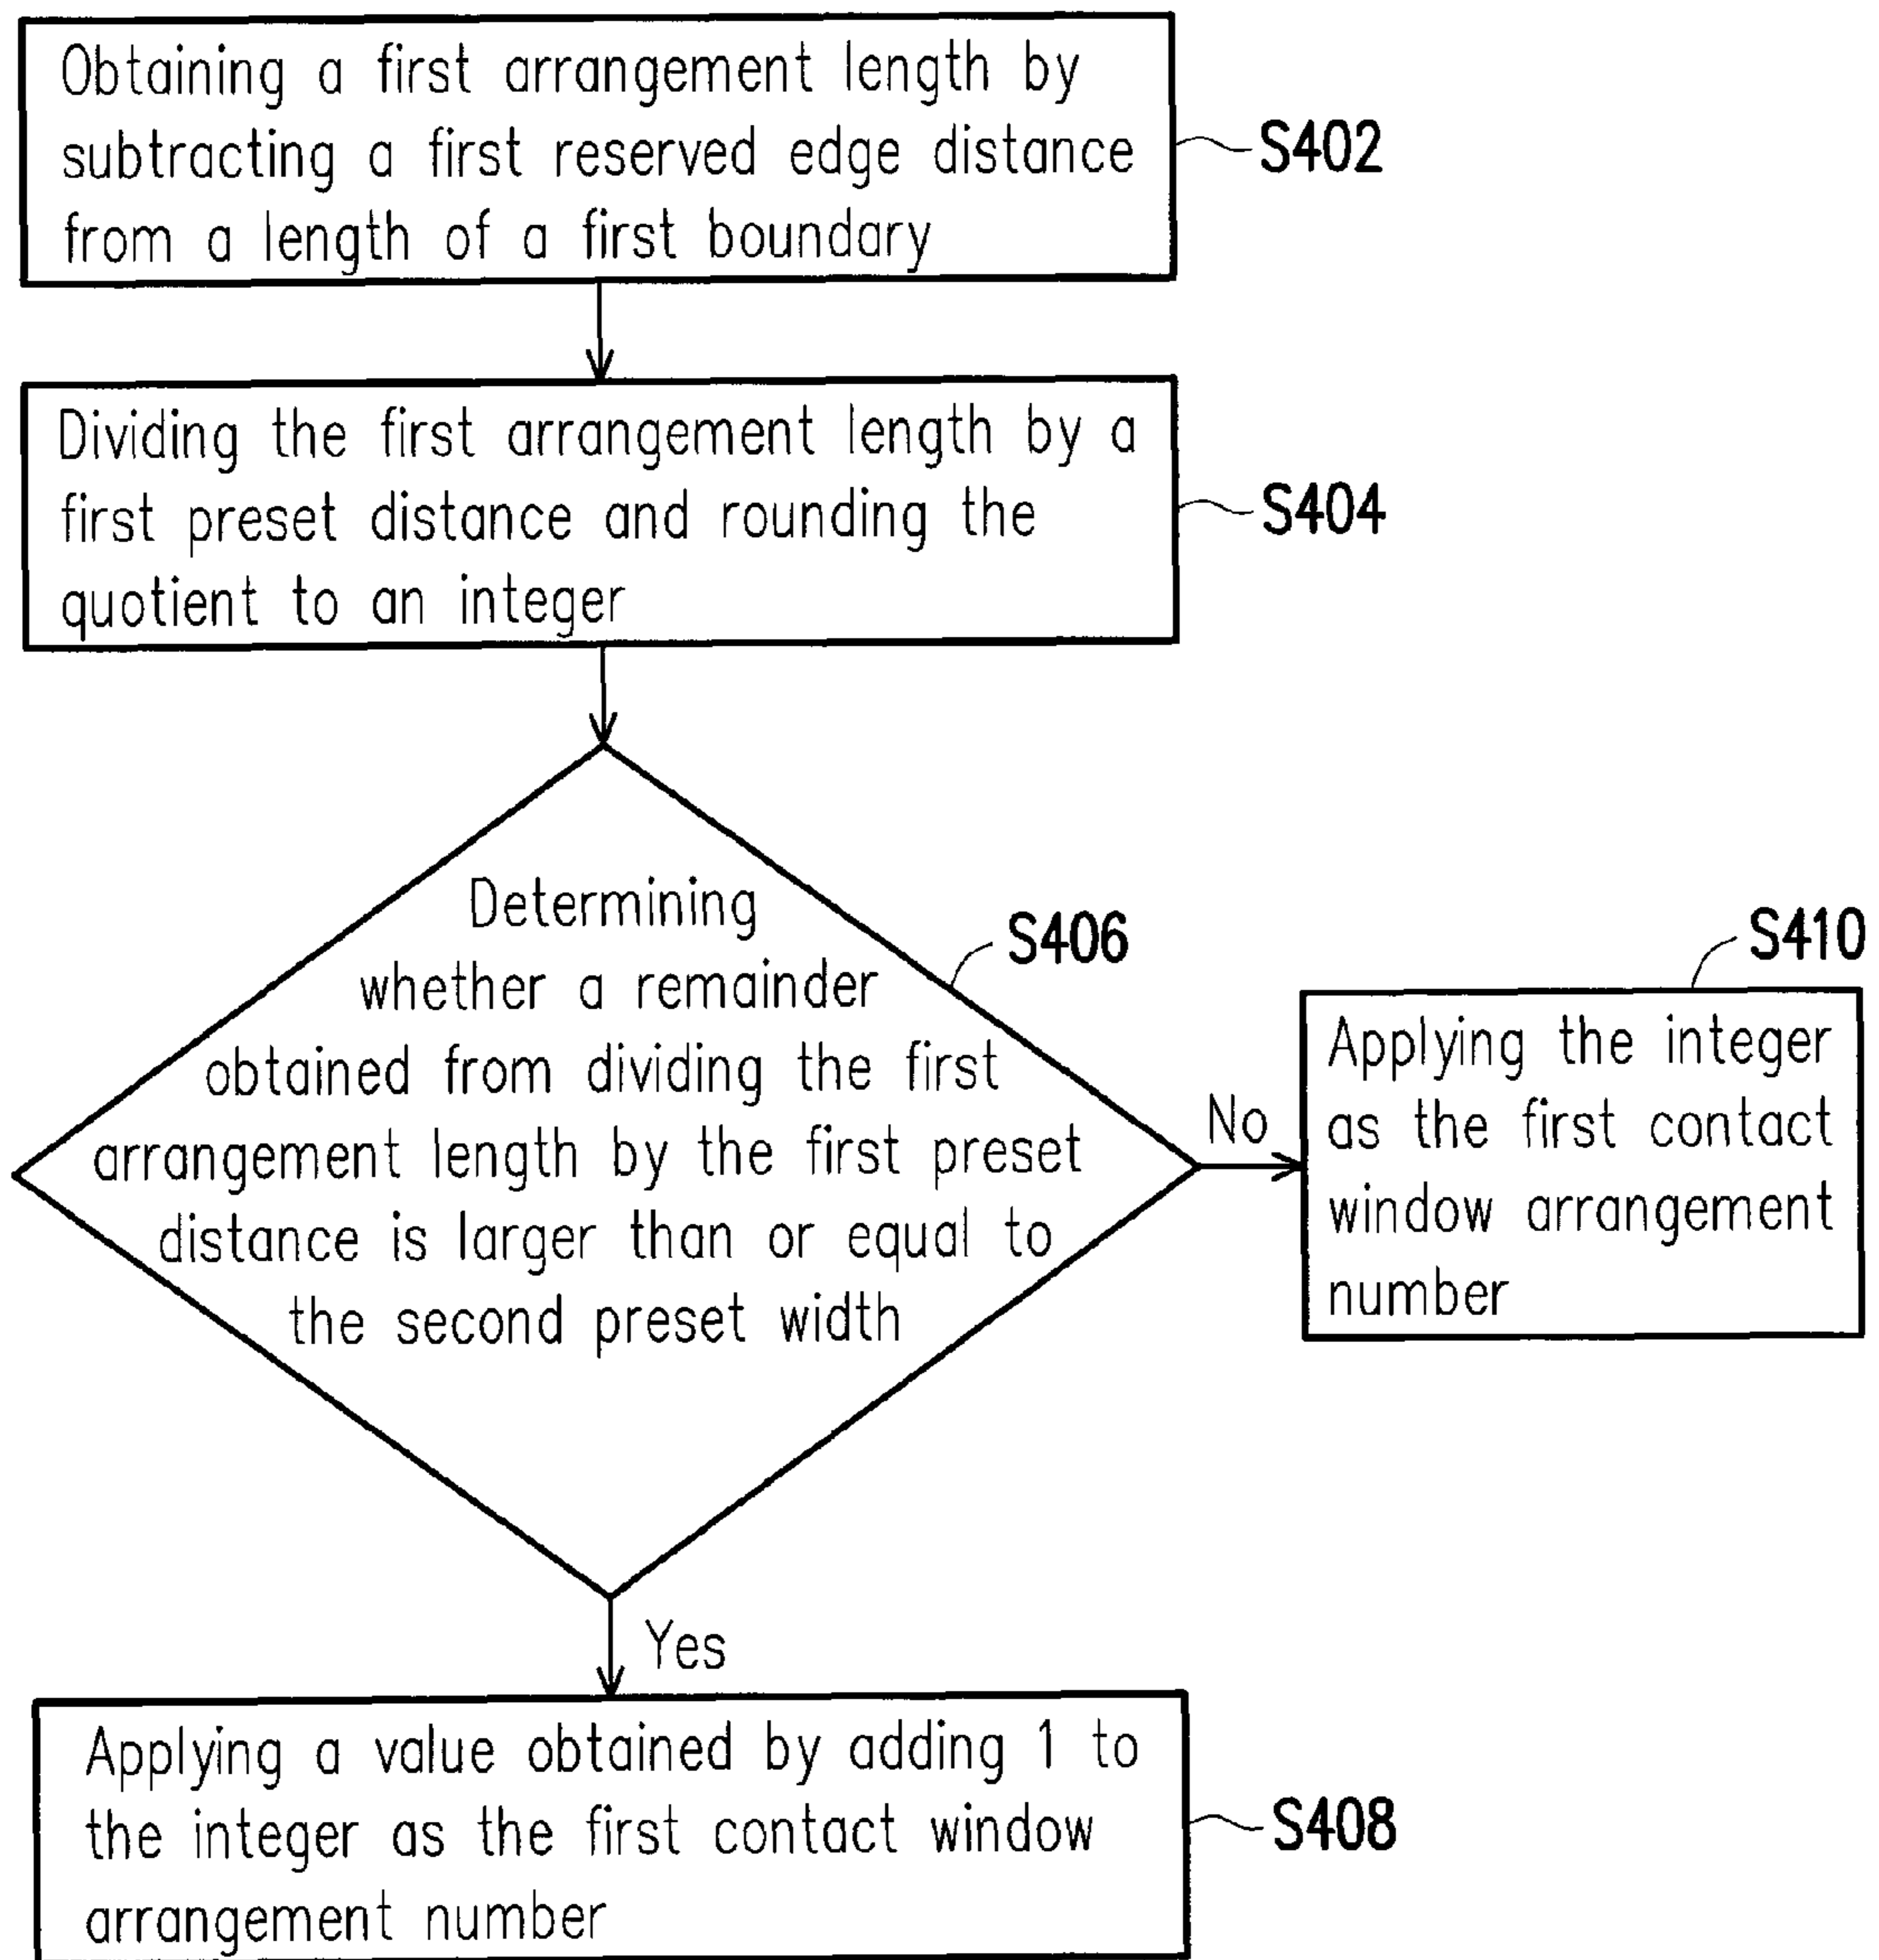 Obtaining a first arrangement length by
subtracting a first reserved edge distance
from a length of a first boundary
S402
Dividing the first arrangement length by a
first preset distance and rounding the
quotient to an integer
S404
Determining
whether a remainder
obtained from dividing the first
arrangement length by the first preset
distance is larger than or equal to
the second preset width
S406
No
S410
Applying the integer
as the first contact
window arrangement
number
Yes
Applying a value obtained by adding 1 to
the integer as the first contact window
arrangement number
S408